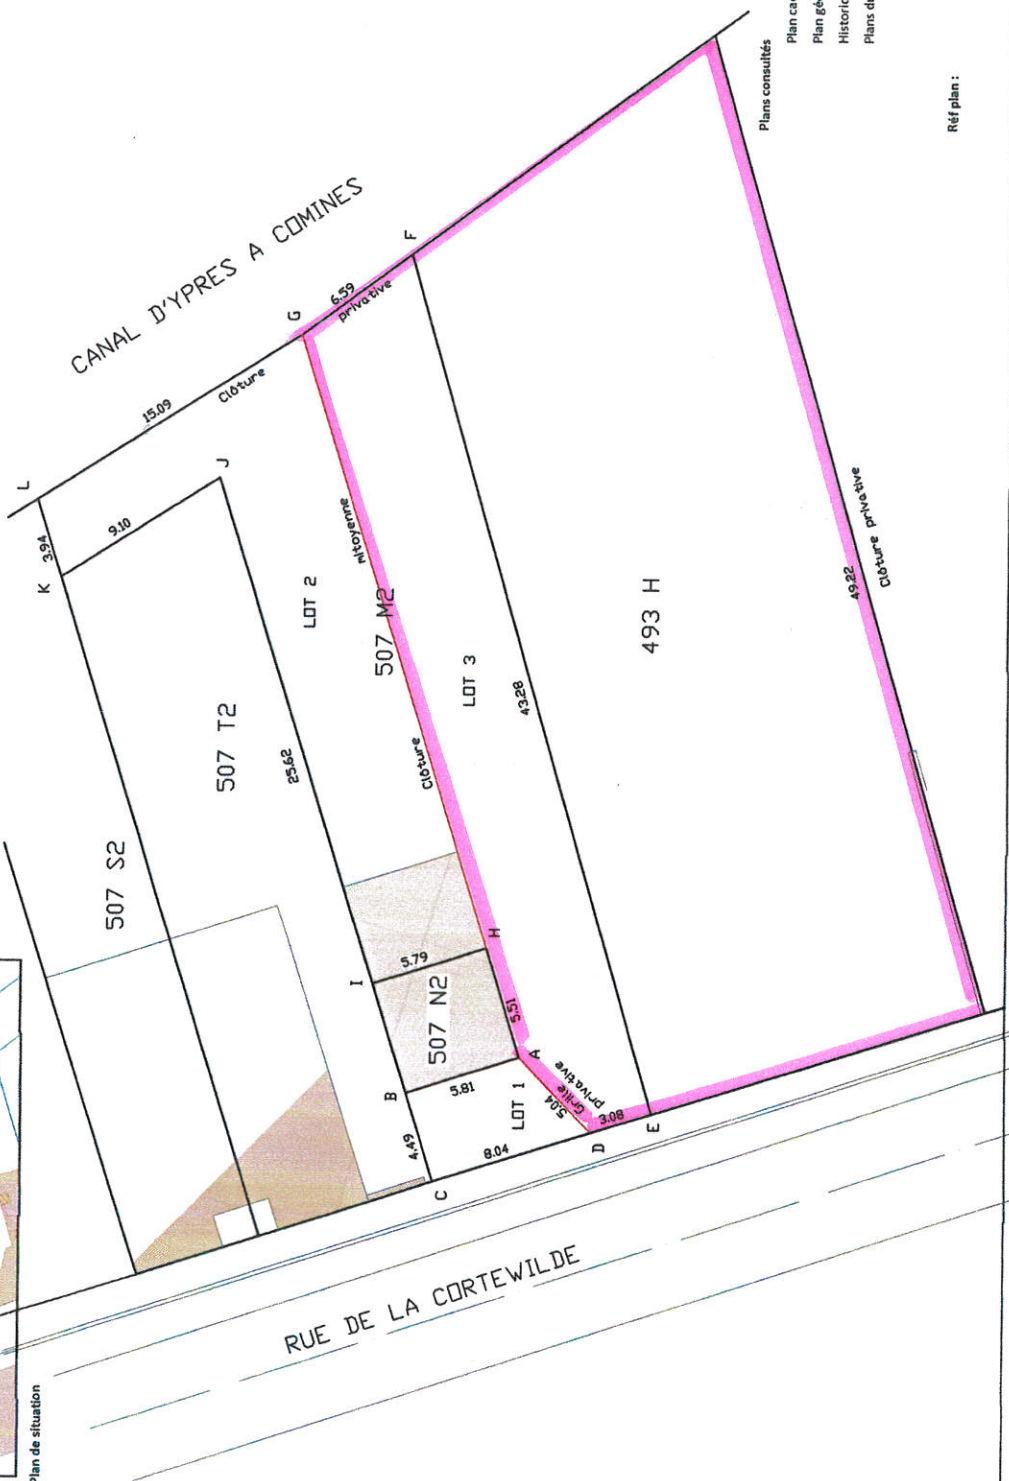 Plan de situation
Plans consultés
Plan ca
Plan gé
Historic
Plans d
Réf plan :
CANAL D'YPRES A COMINES
L
15.09
Clôture
G
6.59
privative
F
3.94
K
9.10
J
507 S2
507 T2
25.62
LOT 2
Mitoyenne
507 M2
Clôture
LOT 3
43.28
493 H
49.22
Clôture privative
I
5.79
H
507 N2
5.51
B
5.81
A
LOT 1
Grille
privative
5.04
4.49
C
8.04
D
3.08
E
RUE DE LA CORTEWILDE